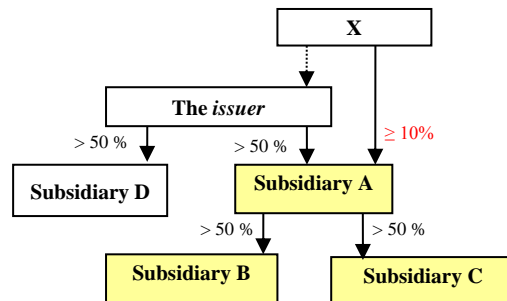 X
The issuer
> 50 %
> 50 %
≥ 10%
Subsidiary D
Subsidiary A
> 50 %
> 50 %
Subsidiary B
Subsidiary C